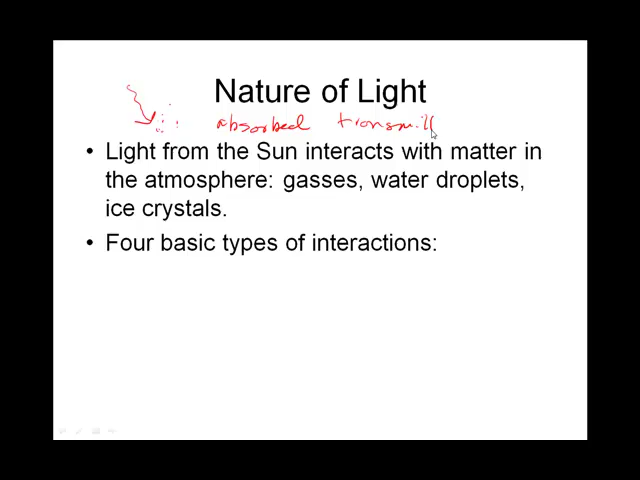 Nature of Light
absorbed
• Light from the Sun interacts with matter in
the atmosphere: gasses, water droplets,
ice crystals.
• Four basic types of interactions: